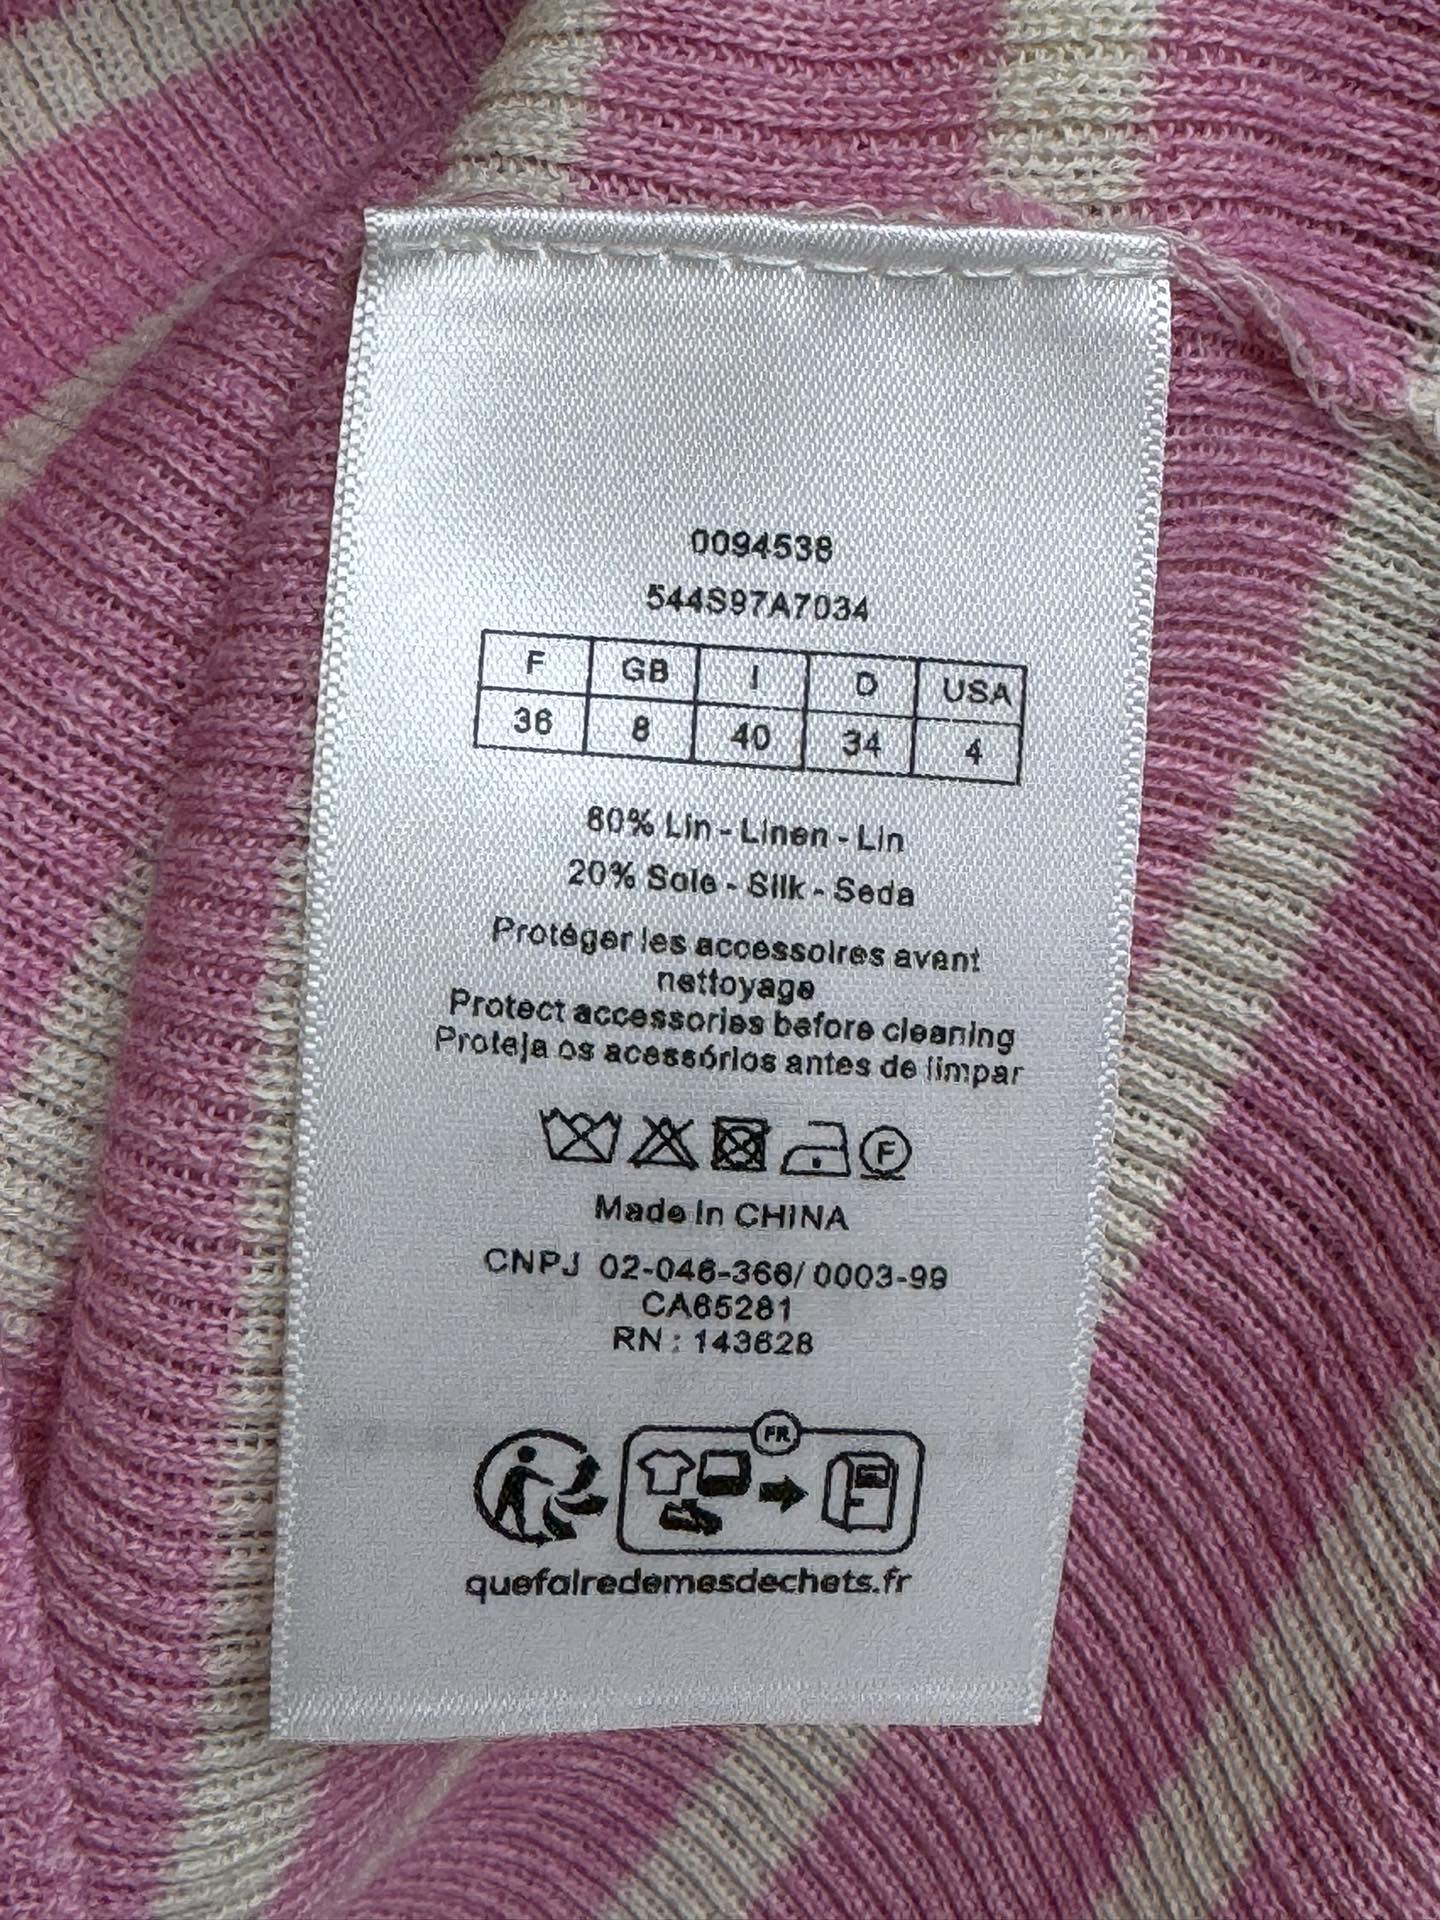 0094538
544S97A7034
F GB I D USA
36 8 40 34 4
80% Lin - Linen - Lin
20% Soie - Silk - Seda
Protéger les accessoires avant
nettoyage
Protect accessories before cleaning
Proteja os acessórios antes de limpar
F
Made in CHINA
CNPJ 02-046-366/0003-99
CA65281
RN : 143628
FR
quefairedemesdechets.fr